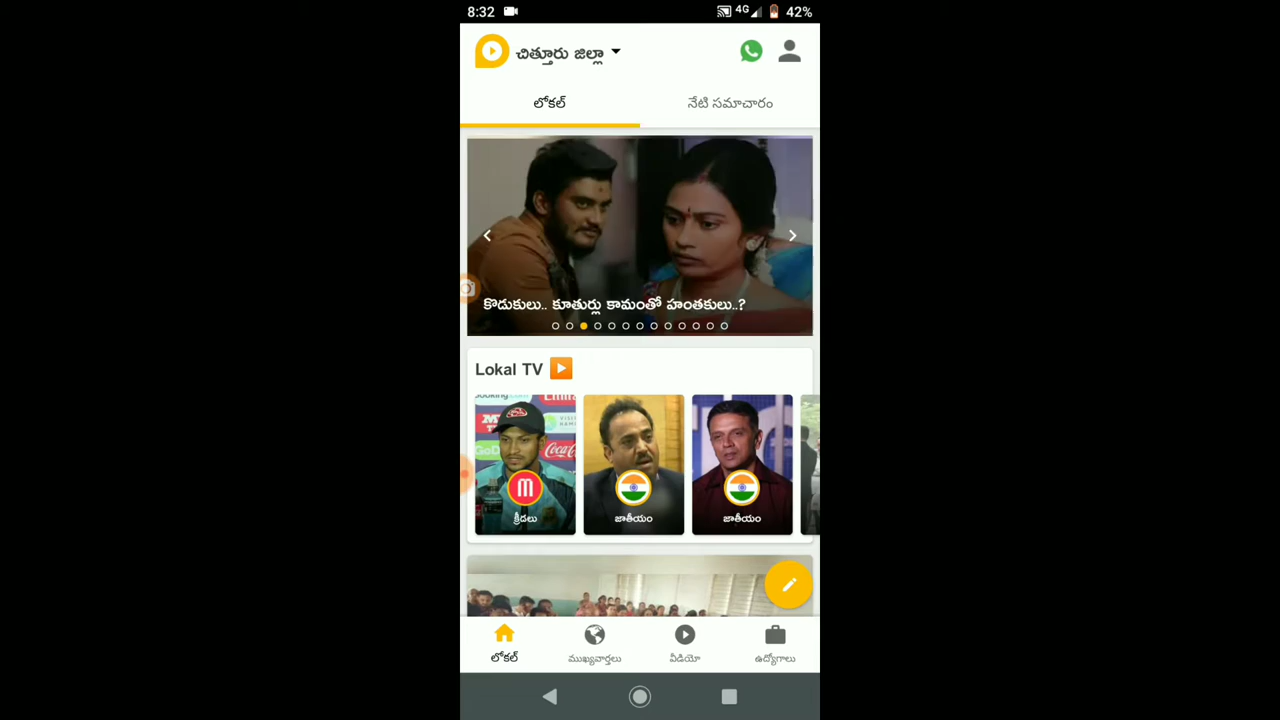 8:32
4G
42%
చిత్తూరు జిల్లా
లోకల్
నేటి సమాచారం
కొడుకులు.. కూతుర్లు కామంతో హంతకులు..?
Lokal TV
క్రీడలు
జాతీయం
జాతీయం
లోకల్
ముఖ్యవార్తలు
వీడియో
ఉద్యోగాలు